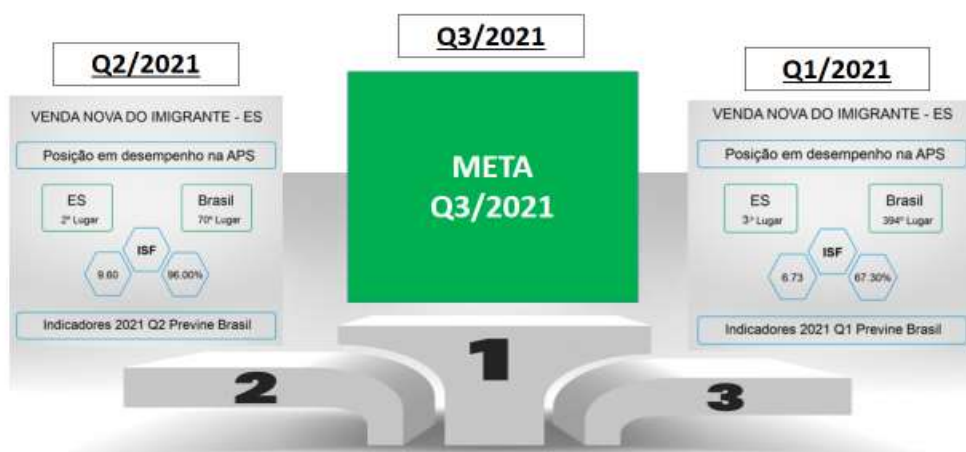 Q2/2021
VENDA NOVA DO IMIGRANTE - ES
Posição em desempenho na APS
ES
2º Lugar
Brasil
70º Lugar
ISF
9.60
96.00%
Indicadores 2021 Q2 Previne Brasil
2
Q3/2021
META
Q3/2021
1
Q1/2021
VENDA NOVA DO IMIGRANTE - ES
Posição em desempenho na APS
ES
3º Lugar
Brasil
394º Lugar
ISF
6.73
67.30%
Indicadores 2021 Q1 Previne Brasil
3